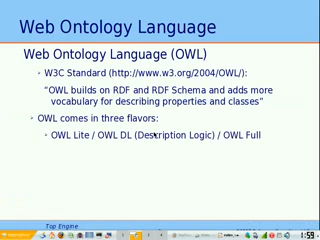 Web Ontology Language
Web Ontology Language (OWL)
W3C Standard (http://www.w3.org/2004/OWL/):
“OWL builds on RDF and RDF Schema and adds more
vocabulary for describing properties and classes”
OWL comes in three flavors:
OWL Lite / OWL DL (Description Logic) / OWL Full
Top Engine
1:59